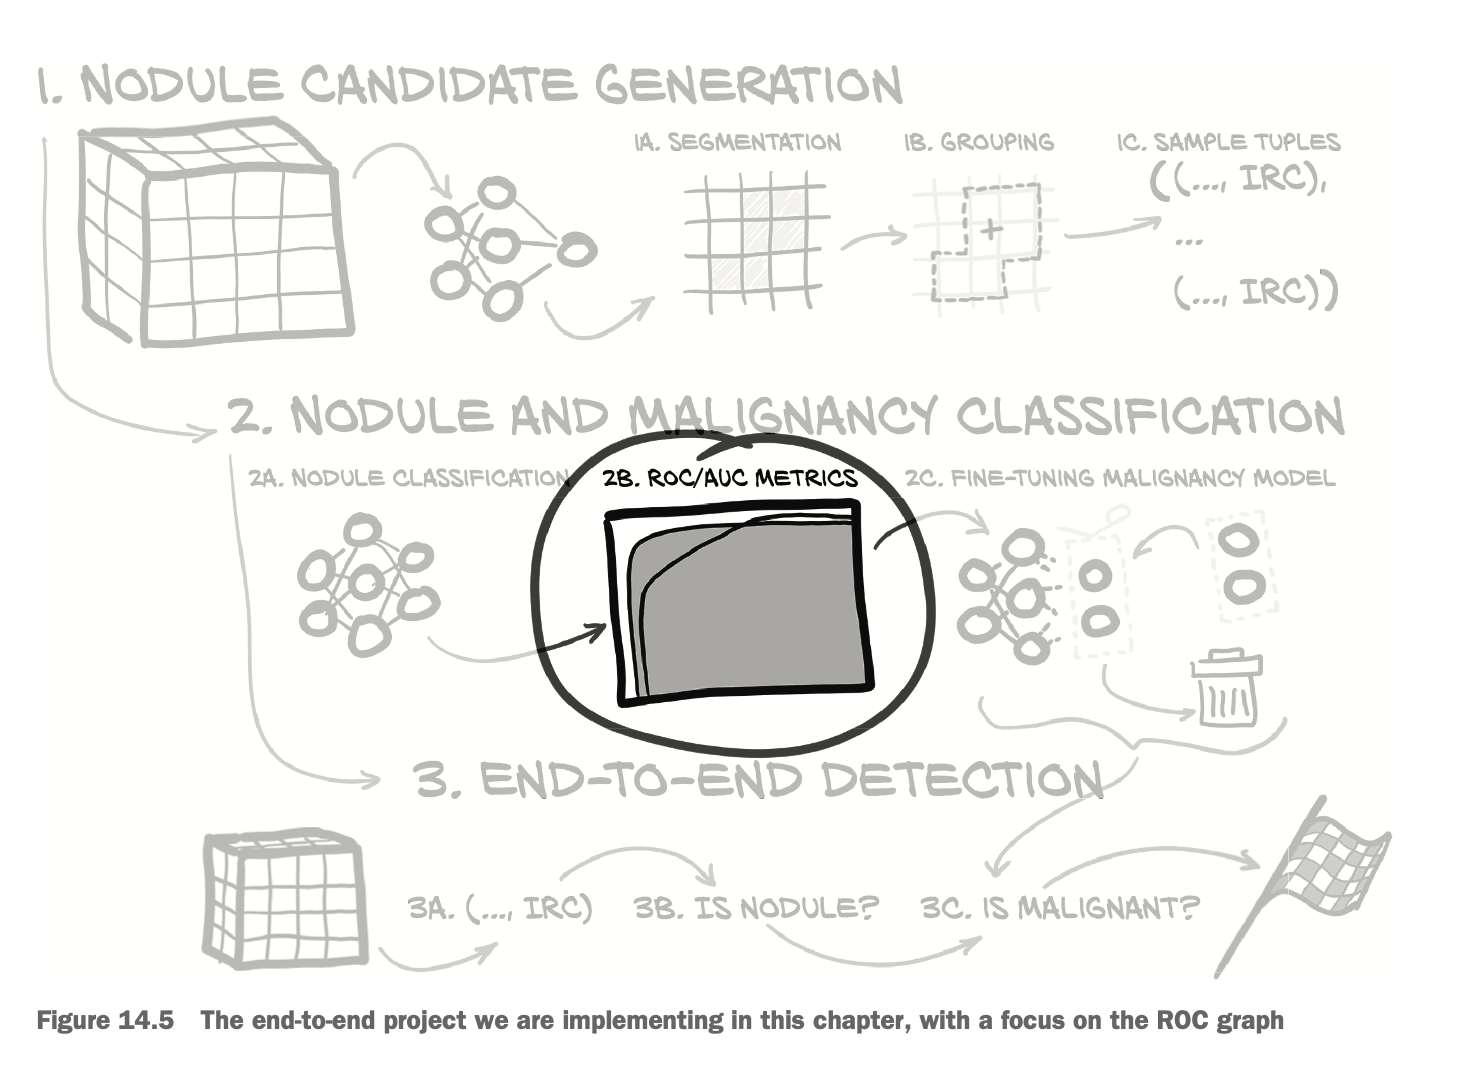 1. NODULE CANDIDATE GENERATION
1A. SEGMENTATION
1B. GROUPING
1C. SAMPLE TUPLES
((..., IRC),
...
(..., IRC))
2. NODULE AND MALIGNANCY CLASSIFICATION
2A. NODULE CLASSIFICATION
2B. ROC/AUC METRICS
2C. FINE-TUNING MALIGNANCY MODEL
3. END-TO-END DETECTION
3A. (..., IRC)
3B. IS NODULE?
3C. IS MALIGNANT?
Figure 14.5 The end-to-end project we are implementing in this chapter, with a focus on the ROC graph